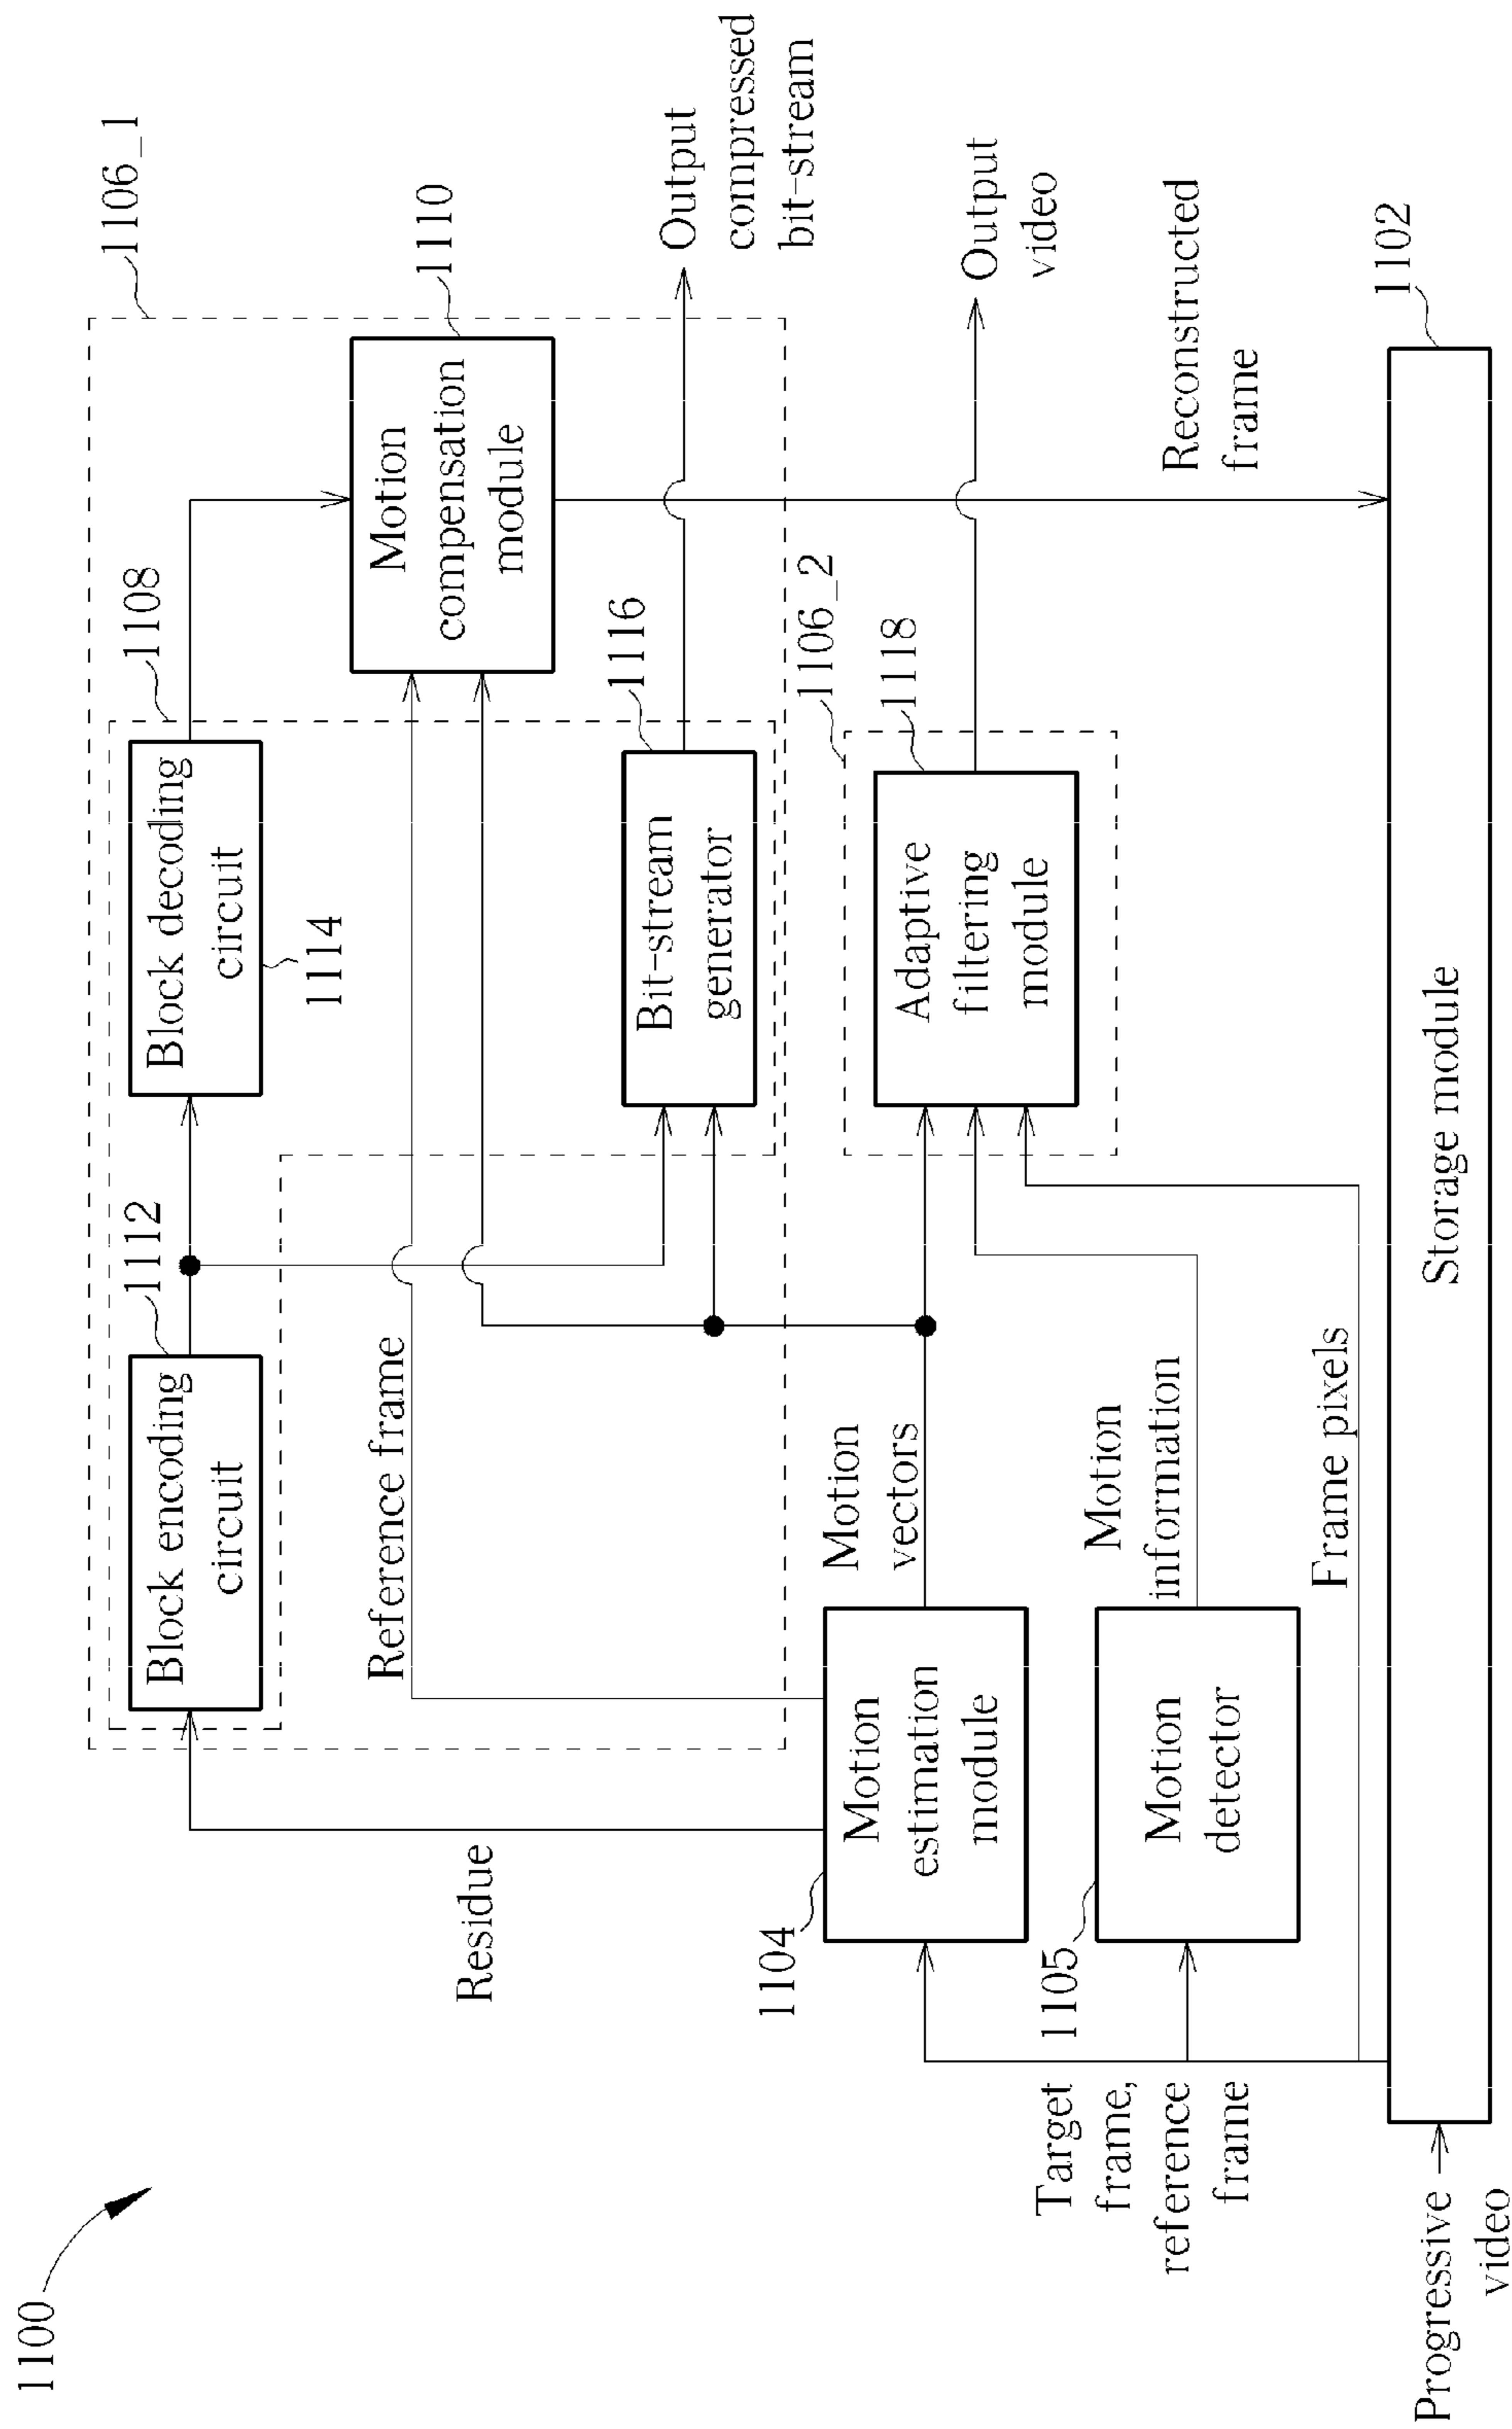 1100
1106_1
1108
1112
Block encoding
circuit
Block decoding
circuit
1114
1110
Motion
compensation
module
Reference frame
Residue
1116
Bit-stream
generator
Output
compressed
bit-stream
1104
Motion
estimation
module
Motion
vectors
1106_2
1118
Adaptive
filtering
module
Output
video
1105
Motion
detector
Motion
information
Target
frame,
reference
frame
Frame pixels
Reconstructed
frame
1102
Storage module
Progressive
video